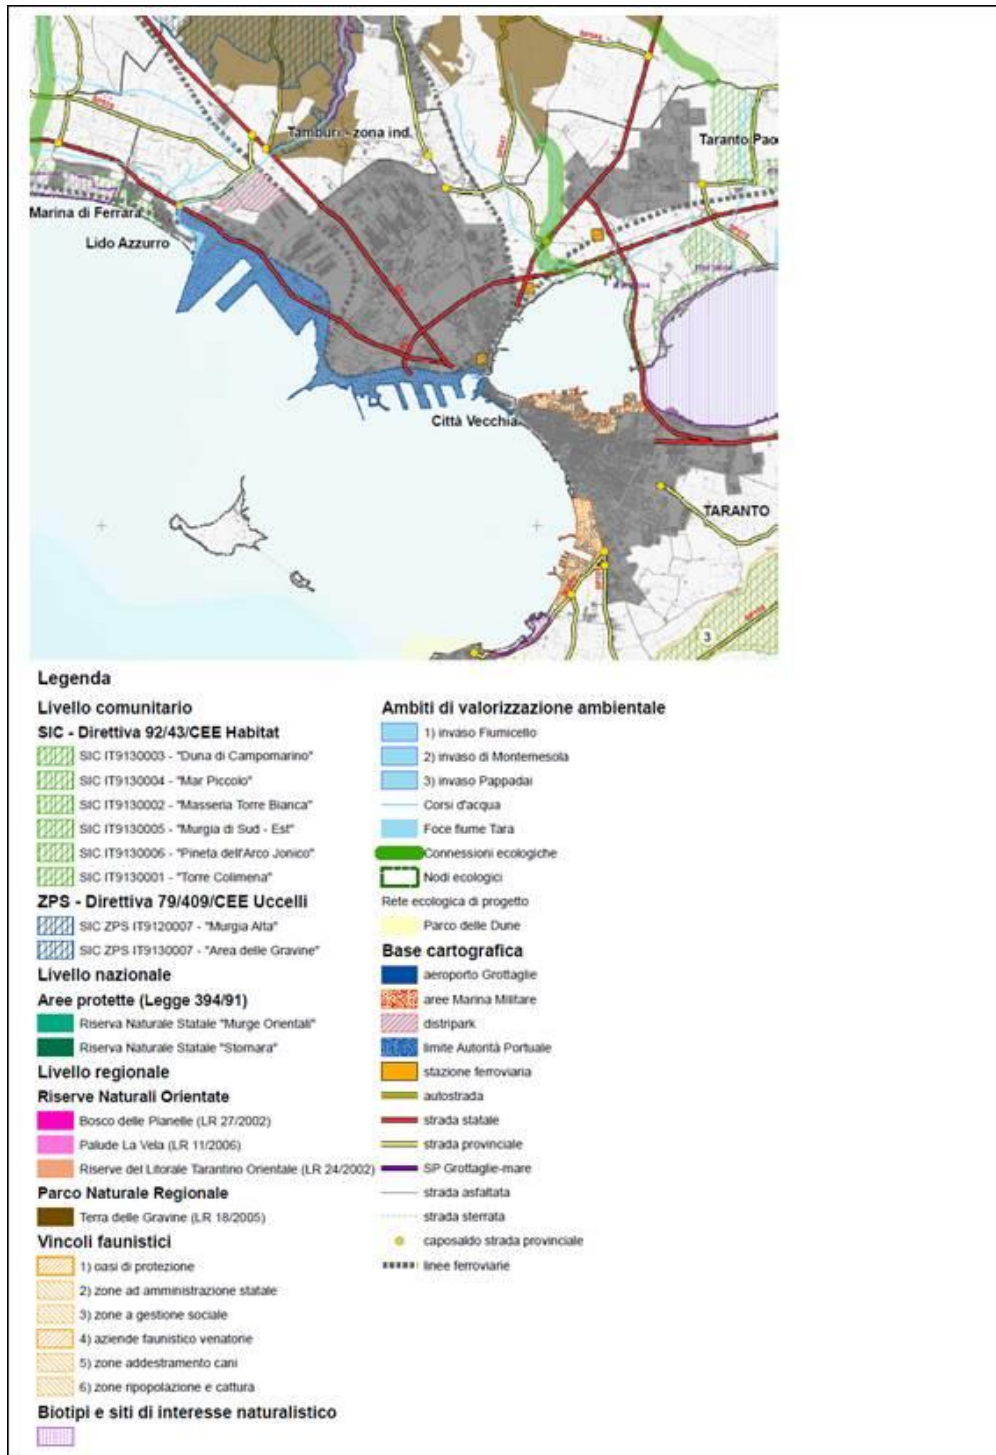 Tamburi - zona ind.
Taranto Pao
Marina di Ferrara
Lido Azzurro
Città Vecchia
TARANTO
3
Legenda
Livello comunitario
SIC - Direttiva 92/43/CEE Habitat
SIC IT9130003 - "Duna di Campomarino"
SIC IT9130004 - "Mar Piccolo"
SIC IT9130002 - "Masseria Torre Bianca"
SIC IT9130005 - "Murgia di Sud - Est"
SIC IT9130006 - "Pineta dell'Arco Jonico"
SIC IT9130001 - "Torre Colimena"
ZPS - Direttiva 79/409/CEE Uccelli
SIC ZPS IT9120007 - "Murgia Alta"
SIC ZPS IT9130007 - "Area delle Gravine"
Livello nazionale
Aree protette (Legge 394/91)
Riserva Naturale Statale "Murge Orientali"
Riserva Naturale Statale "Stornara"
Livello regionale
Riserve Naturali Orientate
Bosco delle Pianelle (LR 27/2002)
Palude La Vela (LR 11/2006)
Riserve del Litorale Tarantino Orientale (LR 24/2002)
Parco Naturale Regionale
Terra delle Gravine (LR 18/2005)
Vincoli faunistici
1) oasi di protezione
2) zone ad amministrazione statale
3) zone a gestione sociale
4) aziende faunistico venatorie
5) zone addestramento cani
6) zone ripopolazione e cattura
Biotipi e siti di interesse naturalistico
Ambiti di valorizzazione ambientale
1) invaso Fiumicello
2) invaso di Montemesola
3) invaso Pappadai
Corsi d'acqua
Foce fiume Tara
Connessioni ecologiche
Nodi ecologici
Rete ecologica di progetto
Parco delle Dune
Base cartografica
aeroporto Grottaglie
aree Marina Militare
distripark
limite Autorità Portuale
stazione ferroviaria
autostrada
strada statale
strada provinciale
SP Grottaglie-mare
strada asfaltata
strada sterrata
caposaldo strada provinciale
linee ferroviarie